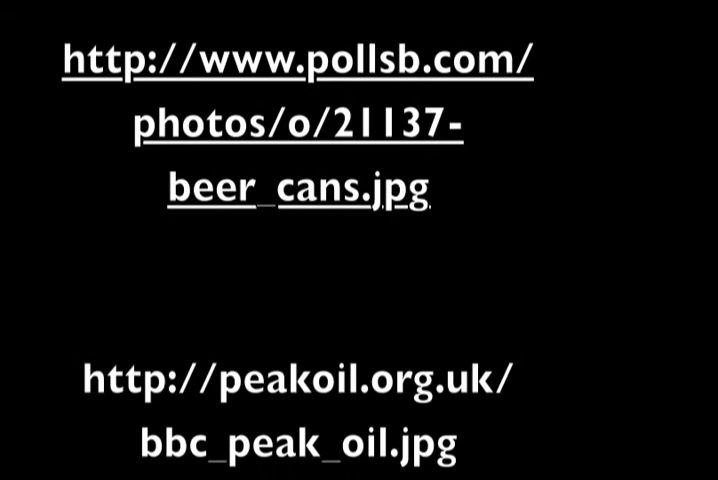 http://www.pollsb.com/
photos/o/21137-
beer_cans.jpg
http://peakoil.org.uk/
bbc_peak_oil.jpg